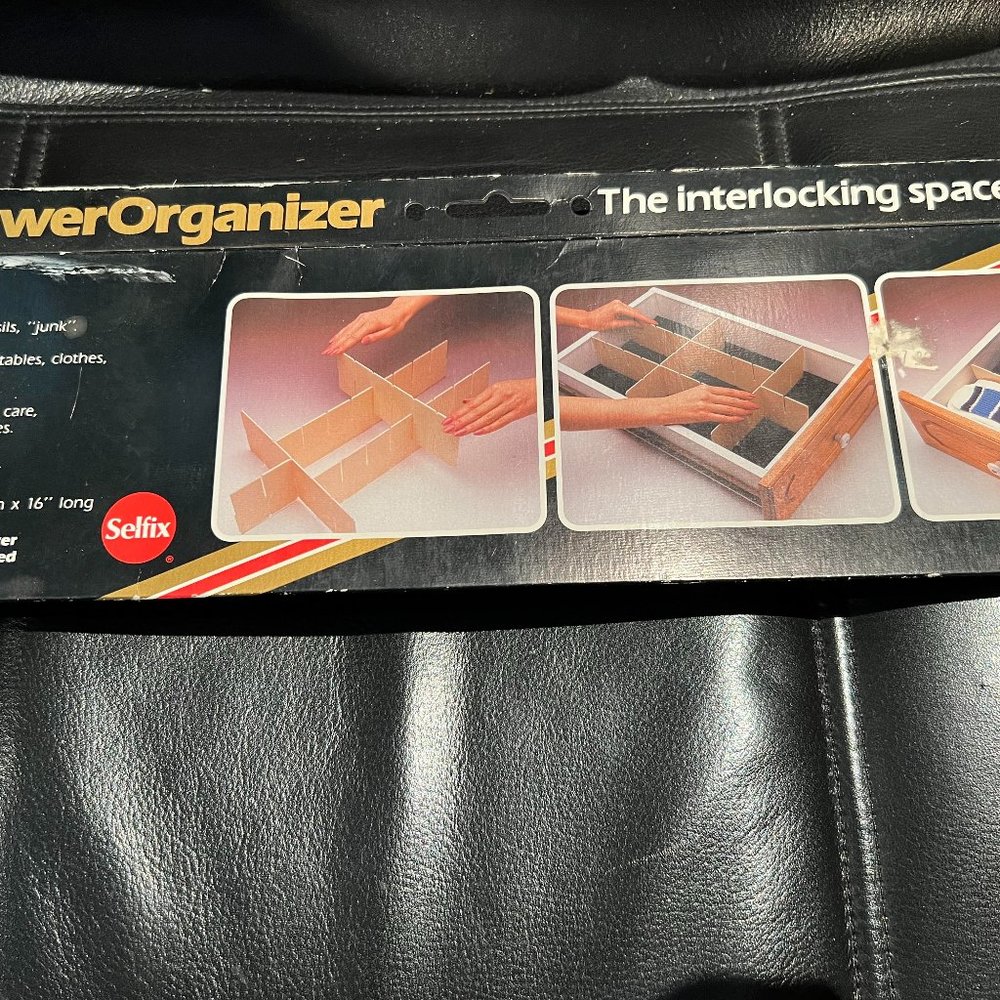 werOrganizer
The interlocking space
sils, "junk",
tables, clothes,
care,
es.
n x 16" long
er
ed
Selfix
®